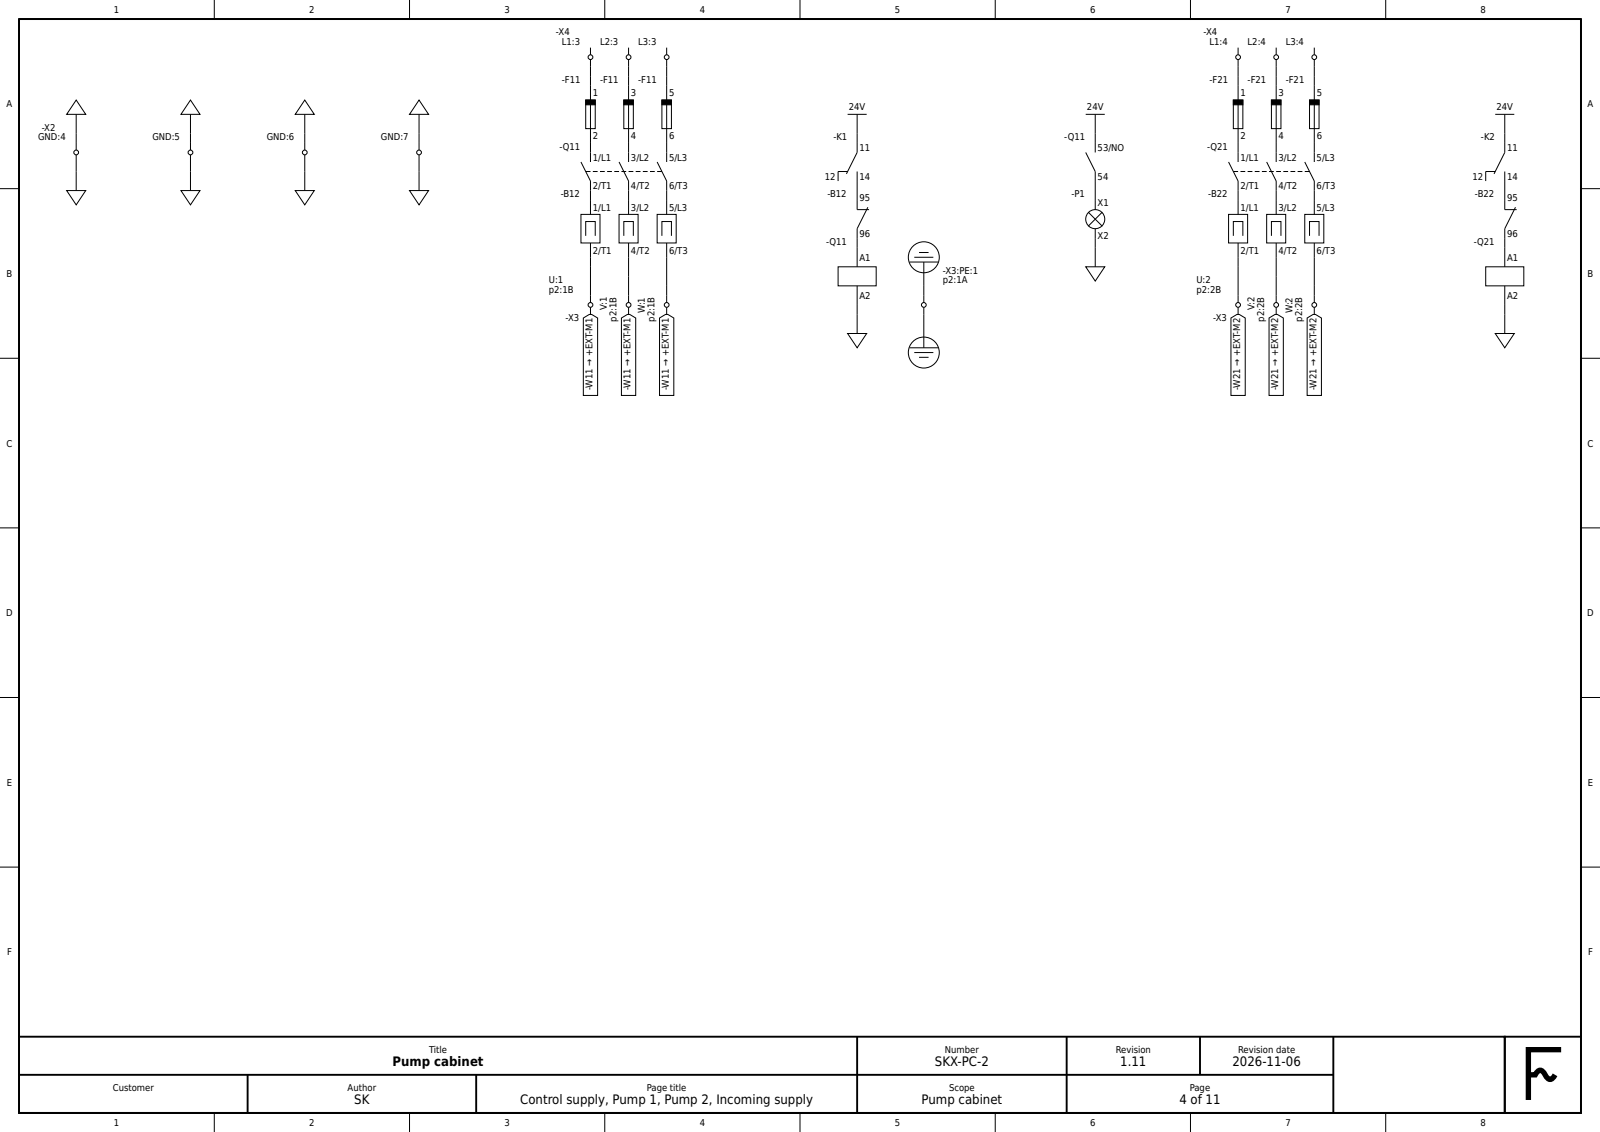 1 2 3 4 5 6 7 8
-X4
L1:3 L2:3 L3:3
-F11 -F11 -F11
1 3 5
2 4 6
-Q11
1/L1 3/L2 5/L3
2/T1 4/T2 6/T3
-B12
1/L1 3/L2 5/L3
2/T1 4/T2 6/T3
U:1
p2:1B
V:1
p2:1B
W:1
p2:1B
-X3
-W11 → +EXT-M1
-W11 → +EXT-M1
-W11 → +EXT-M1
-X4
L1:4 L2:4 L3:4
-F21 -F21 -F21
1 3 5
2 4 6
-Q21
1/L1 3/L2 5/L3
2/T1 4/T2 6/T3
-B22
1/L1 3/L2 5/L3
2/T1 4/T2 6/T3
U:2
p2:2B
V:2
p2:2B
W:2
p2:2B
-X3
-W21 → +EXT-M2
-W21 → +EXT-M2
-W21 → +EXT-M2
-X2
GND:4 GND:5 GND:6 GND:7
24V
-K1
11
12 14
-B12
95
96
-Q11
A1
A2
-X3:PE:1
p2:1A
24V
-Q11
53/NO
54
-P1
X1
X2
24V
-K2
11
12 14
-B22
95
96
-Q21
A1
A2
A A
B B
C C
D D
E E
F F
Title
Pump cabinet
Number
SKX-PC-2
Revision
1.11
Revision date
2026-11-06
Customer
Author
SK
Page title
Control supply, Pump 1, Pump 2, Incoming supply
Scope
Pump cabinet
Page
4 of 11
1 2 3 4 5 6 7 8